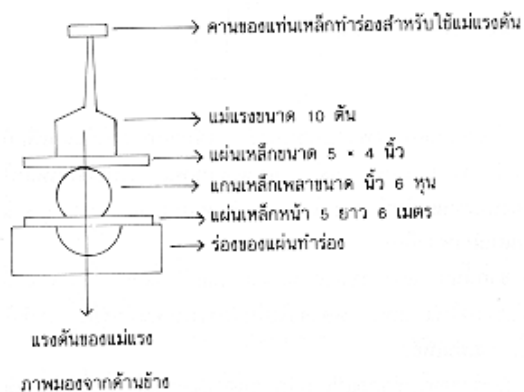 คานของแท่นเหล็กทำร่องสำหรับใช้แม่แรงดัน
แม่แรงขนาด 10 ตัน
แผ่นเหล็กขนาด 5 × 4 นิ้ว
แกนเหล็กเพลาขนาด นิ้ว 6 หุน
แผ่นเหล็กหน้า 5 ยาว 6 เมตร
ร่องของแผ่นทำร่อง
แรงดันของแม่แรง
ภาพมองจากด้านข้าง